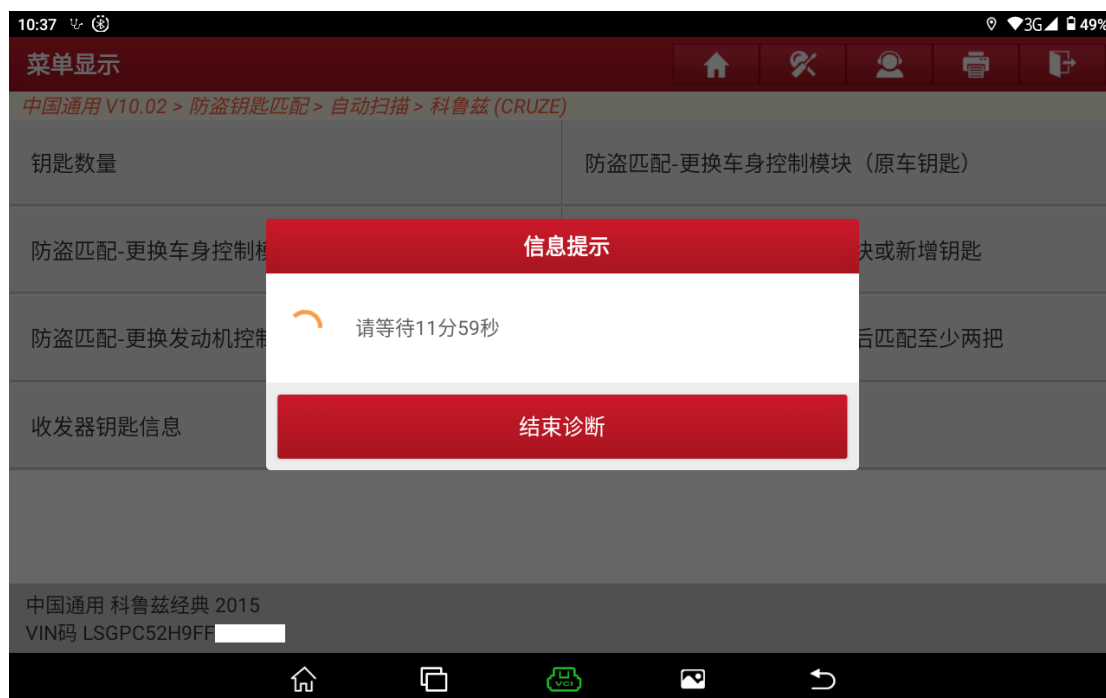 10:37 3G 49%
菜单显示
中国通用 V10.02 > 防盗钥匙匹配 > 自动扫描 > 科鲁兹 (CRUZE)
钥匙数量 防盗匹配-更换车身控制模块（原车钥匙）
防盗匹配-更换车身控制 块或新增钥匙
信息提示
请等待11分59秒
防盗匹配-更换发动机控制 后匹配至少两把
收发器钥匙信息
结束诊断
中国通用 科鲁兹经典 2015
VIN码 LSGPC52H9FF
VCI